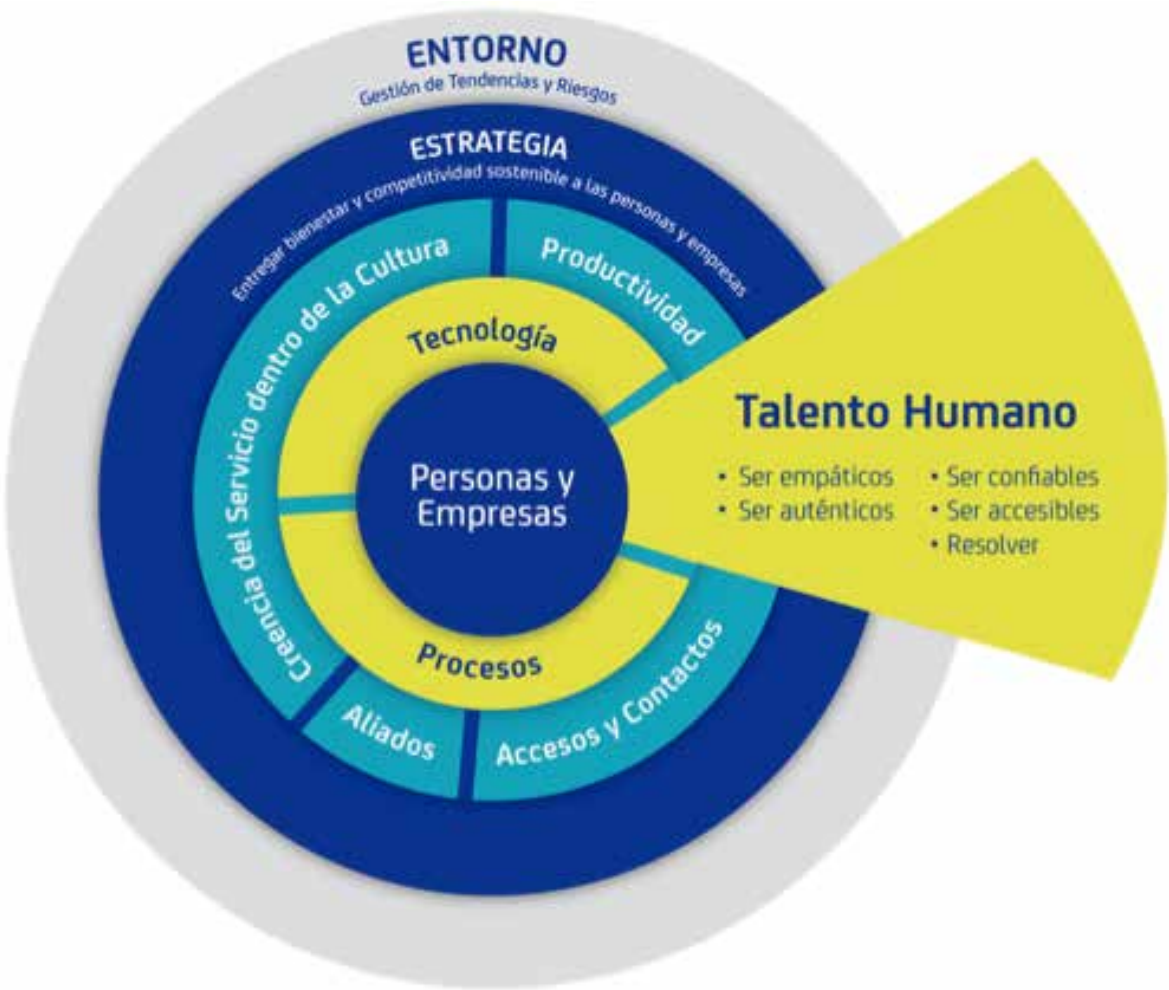 ENTORNO
Gestión de Tendencias y Riesgos
ESTRATEGIA
Entregar bienestar y competitividad sostenible a las personas y empresas
Creencia del Servicio dentro de la Cultura
Productividad
Tecnología
Personas y
Empresas
Procesos
Aliados
Accesos y Contactos
Talento Humano
• Ser empáticos
• Ser auténticos
• Ser confiables
• Ser accesibles
• Resolver